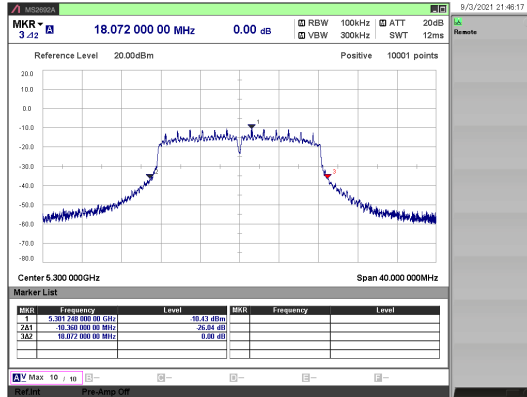 MS2692A
9/3/2021 21:46:17
MKR
3⊿2 A
18.072 000 00 MHz
0.00 dB
A RBW 100kHz A ATT 20dB
A VBW 300kHz SWT 12ms
Remote
Reference Level 20.00dBm
Positive 10001 points
20.0
10.0
0.0
-10.0
-20.0
-30.0
-40.0
-50.0
-60.0
-70.0
-80.0
1
2
3
Center 5.300 000GHz
Span 40.000 000MHz
Marker List
MKR Frequency Level MKR Frequency Level
1 5.301 248 000 00 GHz -10.43 dBm
2Δ1 -10.360 000 00 MHz -26.04 dB
3Δ2 18.072 000 00 MHz 0.00 dB
A V Max 10 / 10 B-- C-- D-- E-- F--
Ref.Int Pre-Amp Off